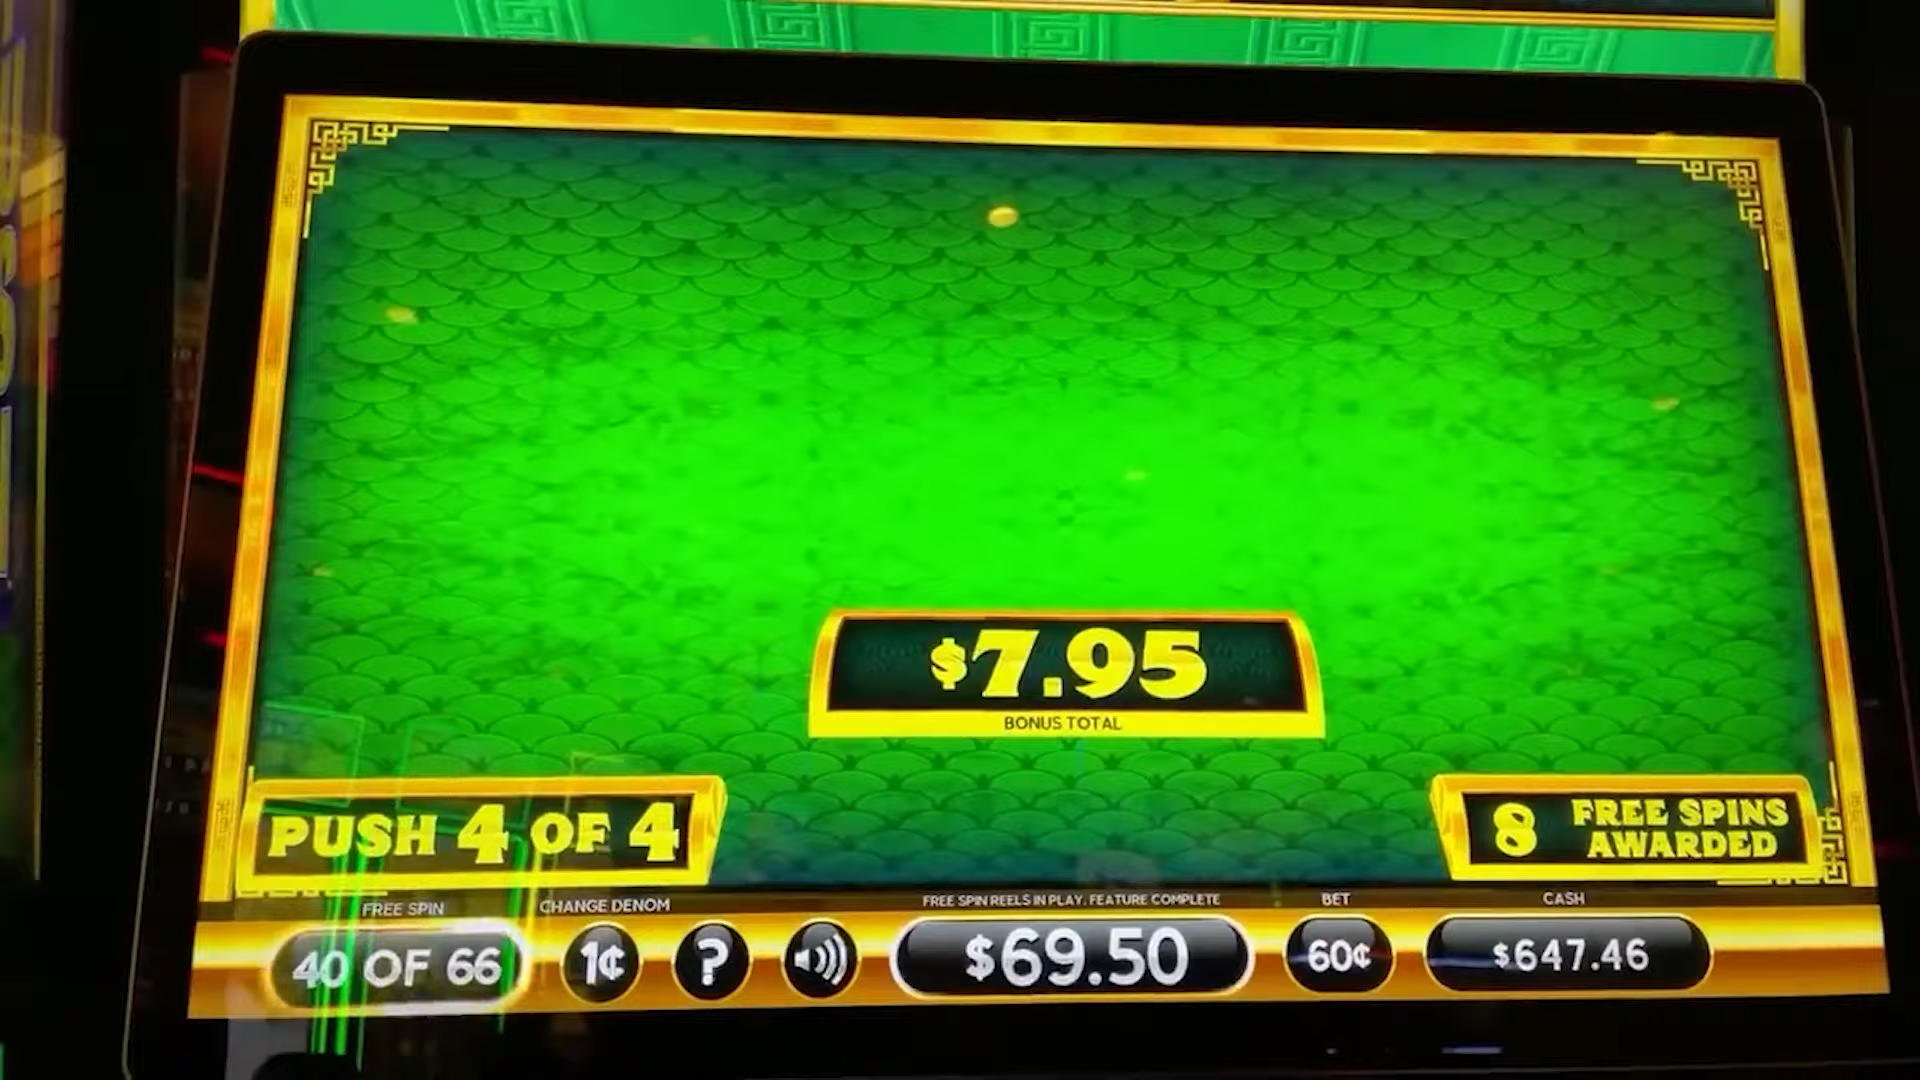 $7.95
BONUS TOTAL
PUSH 4 OF 4
8 FREE SPINS
AWARDED
FREE SPIN
40 OF 66
CHANGE DENOM
1¢
?
FREE SPIN REELS IN PLAY. FEATURE COMPLETE
$69.50
BET
60¢
CASH
$647.46